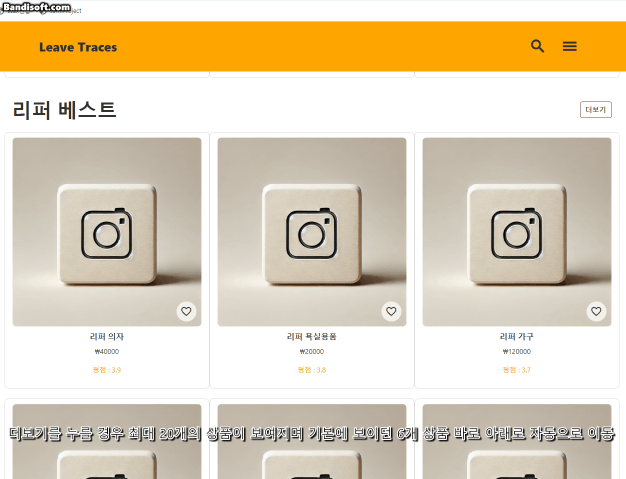 Bandisoft.com
Leave Traces
리퍼 베스트
더보기
리퍼 의자
₩40000
평점 : 3.9
리퍼 욕실용품
₩20000
평점 : 3.8
리퍼 가구
₩120000
평점 : 3.7
더보기를 누를 경우 최대 20개의 상품이 보여지며 기본에 보이던 6개 상품 바로 아래로 자동으로 이동